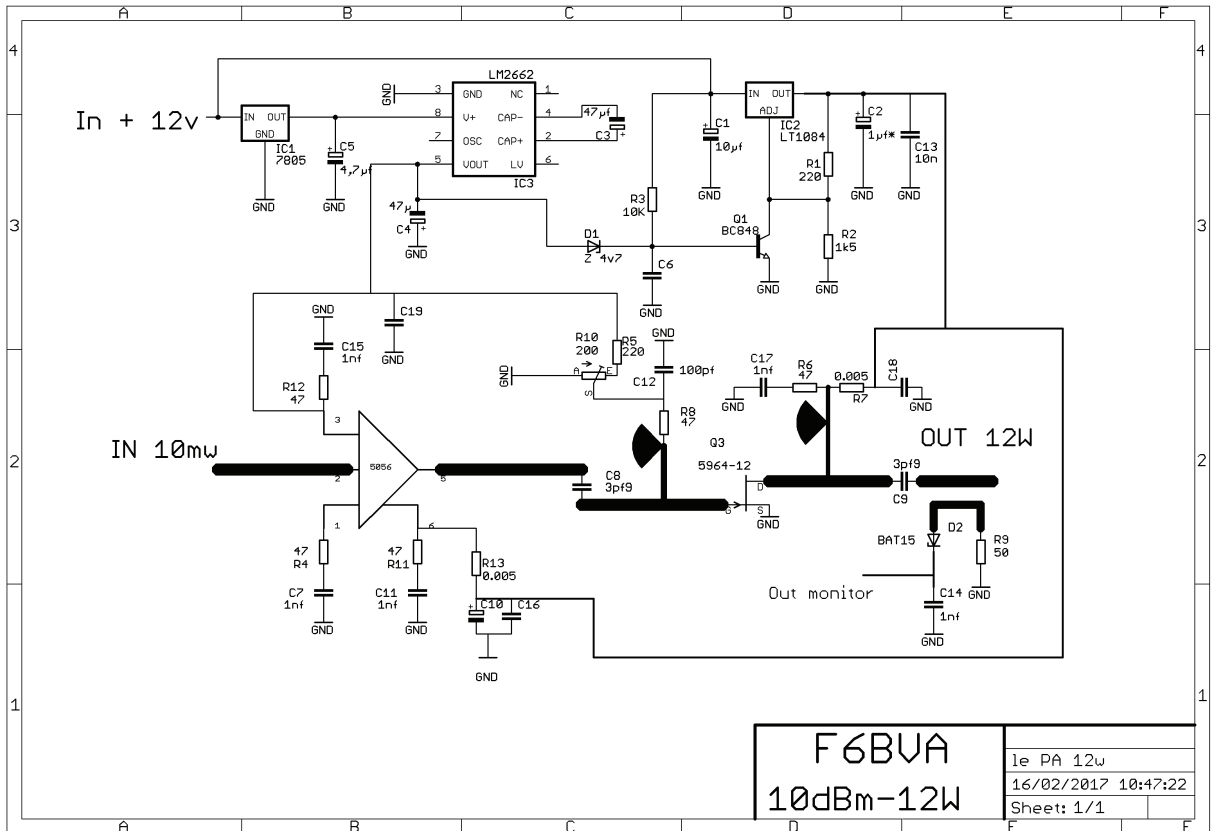 A B C D E F
4 4
LM2662
GND
3 GND NC 1
8 V+ CAP- 4
7 OSC CAP+ 2
5 VOUT LV 6
IC3
47µf
C3
In + 12v
IN OUT
GND
IC1
7805
GND
C5
4,7µf
GND
47µ
C4
GND
D1
Z 4v7
R3
10K
C6
GND
C1
10µf
GND
IN OUT
ADJ
IC2
LT1084
R1
220
C2
1µf*
GND
C13
10n
GND
Q1
BC848
GND
R2
1k5
GND
3 3
GND
C15
1nf
R12
47
C19
GND
GND
R10
200
A E
S
R5
220
GND
C12
100pf
R8
47
C17
1nf
GND
R6
47
0.005
R7
C18
GND
IN 10mw
3
2
5056
5
1
6
C8
3pf9
Q3
5964-12
G
D
S
GND
OUT 12W
3pf9
C9
2 2
47
R4
C7
1nf
GND
47
R11
C11
1nf
GND
R13
0.005
C10
C16
GND
BAT15
D2
R9
50
GND
Out monitor
C14
1nf
GND
1 1
F6BVA
10dBm-12W
le PA 12w
16/02/2017 10:47:22
Sheet: 1/1
A B C D E F